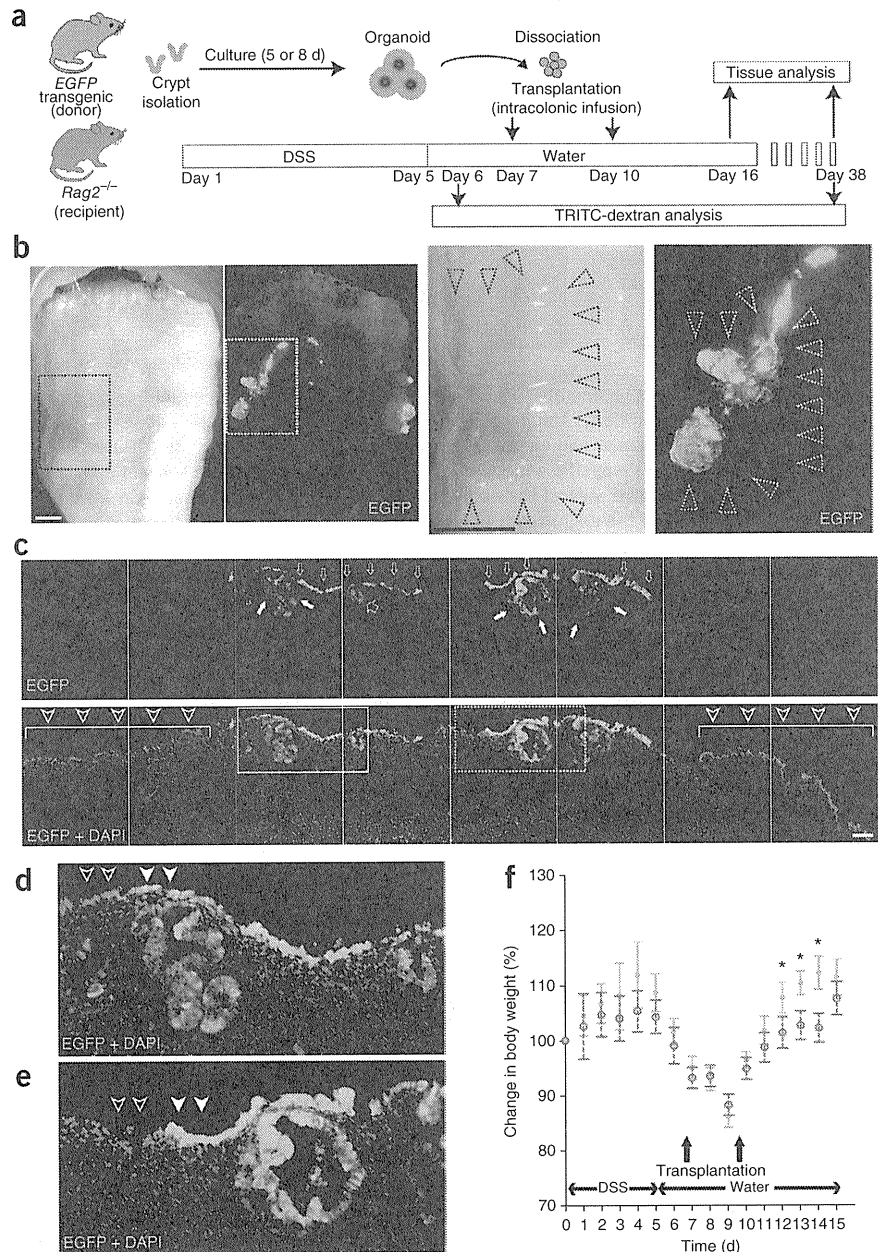 a
EGFP
transgenic
(donor)
Rag2−/−
(recipient)
Crypt
isolation
Culture (5 or 8 d)
Organoid
Dissociation
Transplantation
(intracolonic infusion)
Tissue analysis
DSS
Water
Day 1
Day 5
Day 6
Day 7
Day 10
Day 16
Day 38
TRITC-dextran analysis
b
EGFP
EGFP
c
EGFP
EGFP + DAPI
d
EGFP + DAPI
e
EGFP + DAPI
f
Change in body weight (%)
130
120
110
100
90
80
70
* * *
Transplantation
DSS
Water
0 1 2 3 4 5 6 7 8 9 10 11 12 13 14 15
Time (d)